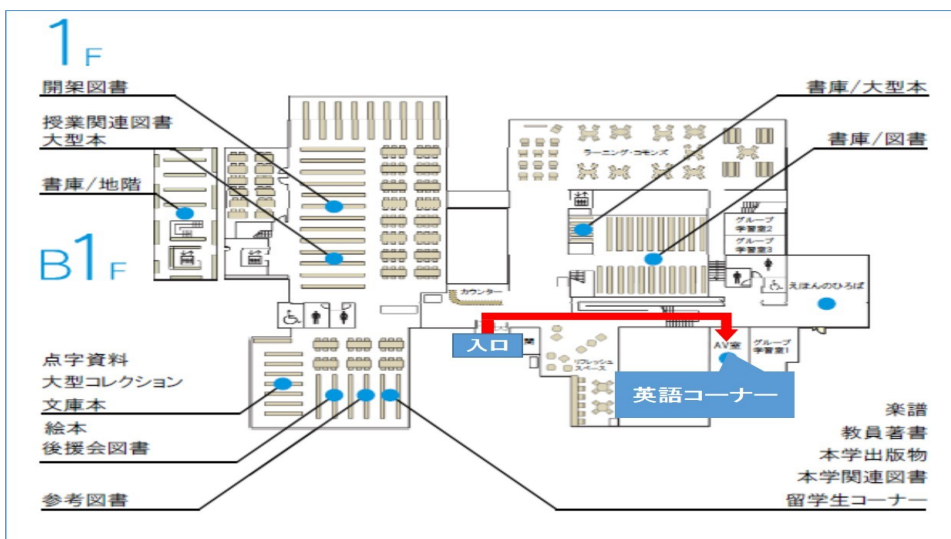 1F
開架図書
授業関連図書
大型本
書庫/地階
B1F
点字資料
大型コレクション
文庫本
絵本
後援会図書
参考図書
書庫/大型本
書庫/図書
ラーニング・コモンズ
グループ
学習室2
グループ
学習室3
えほんのひろば
カウンター
入口
関
リフレッシュ
スペース
AV室
グループ
学習室1
英語コーナー
楽譜
教員著書
本学出版物
本学関連図書
留学生コーナー